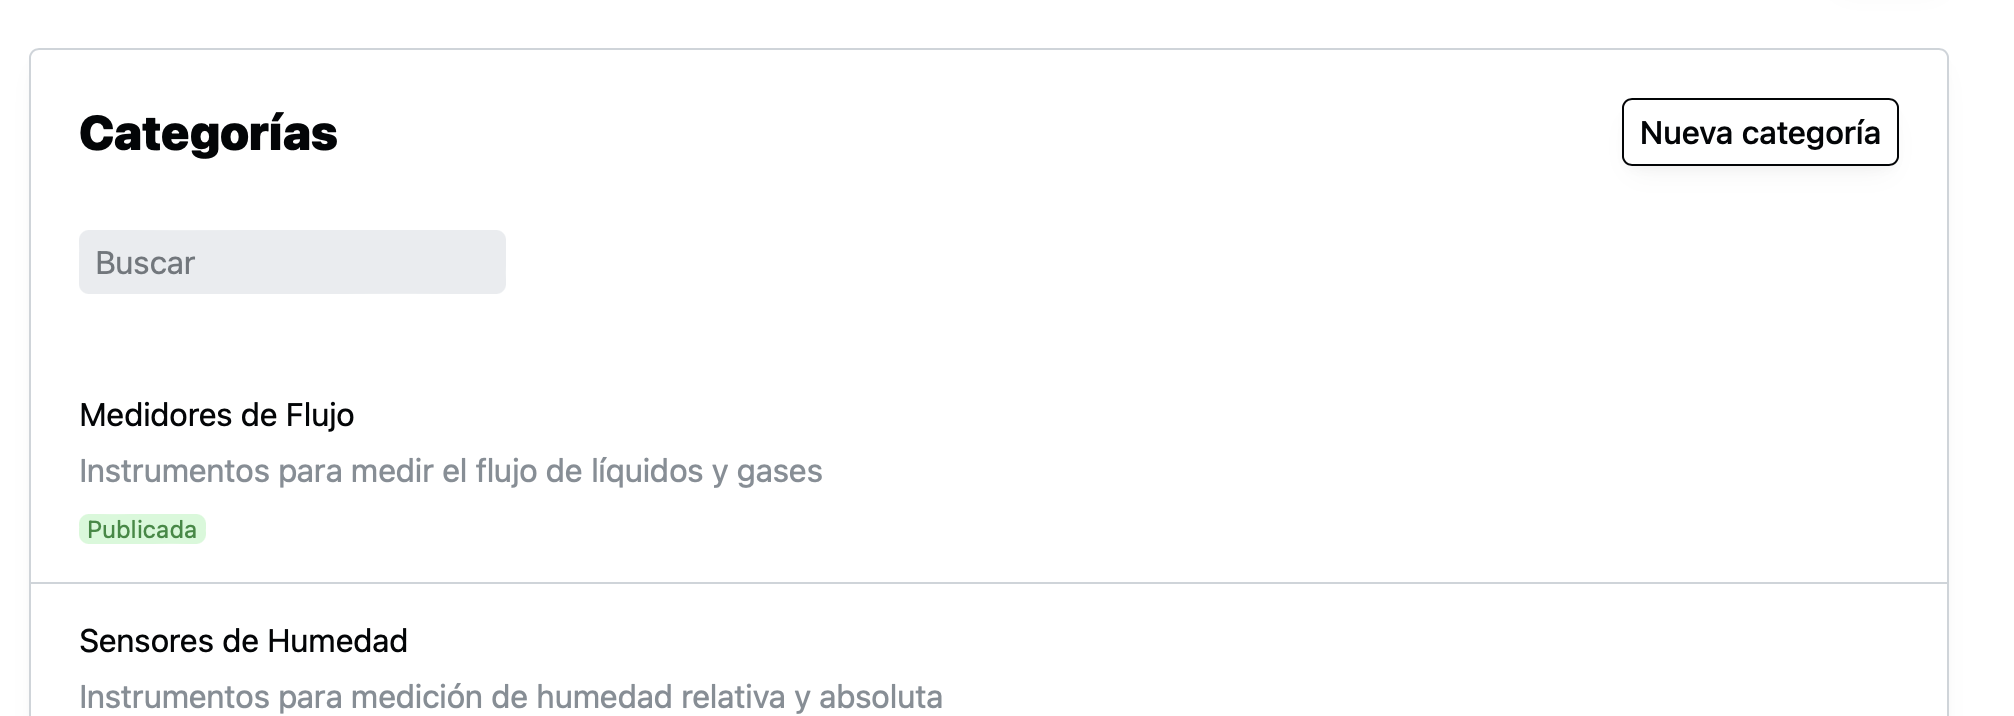 Categorías
Nueva categoría
Buscar
Medidores de Flujo
Instrumentos para medir el flujo de líquidos y gases
Publicada
Sensores de Humedad
Instrumentos para medición de humedad relativa y absoluta